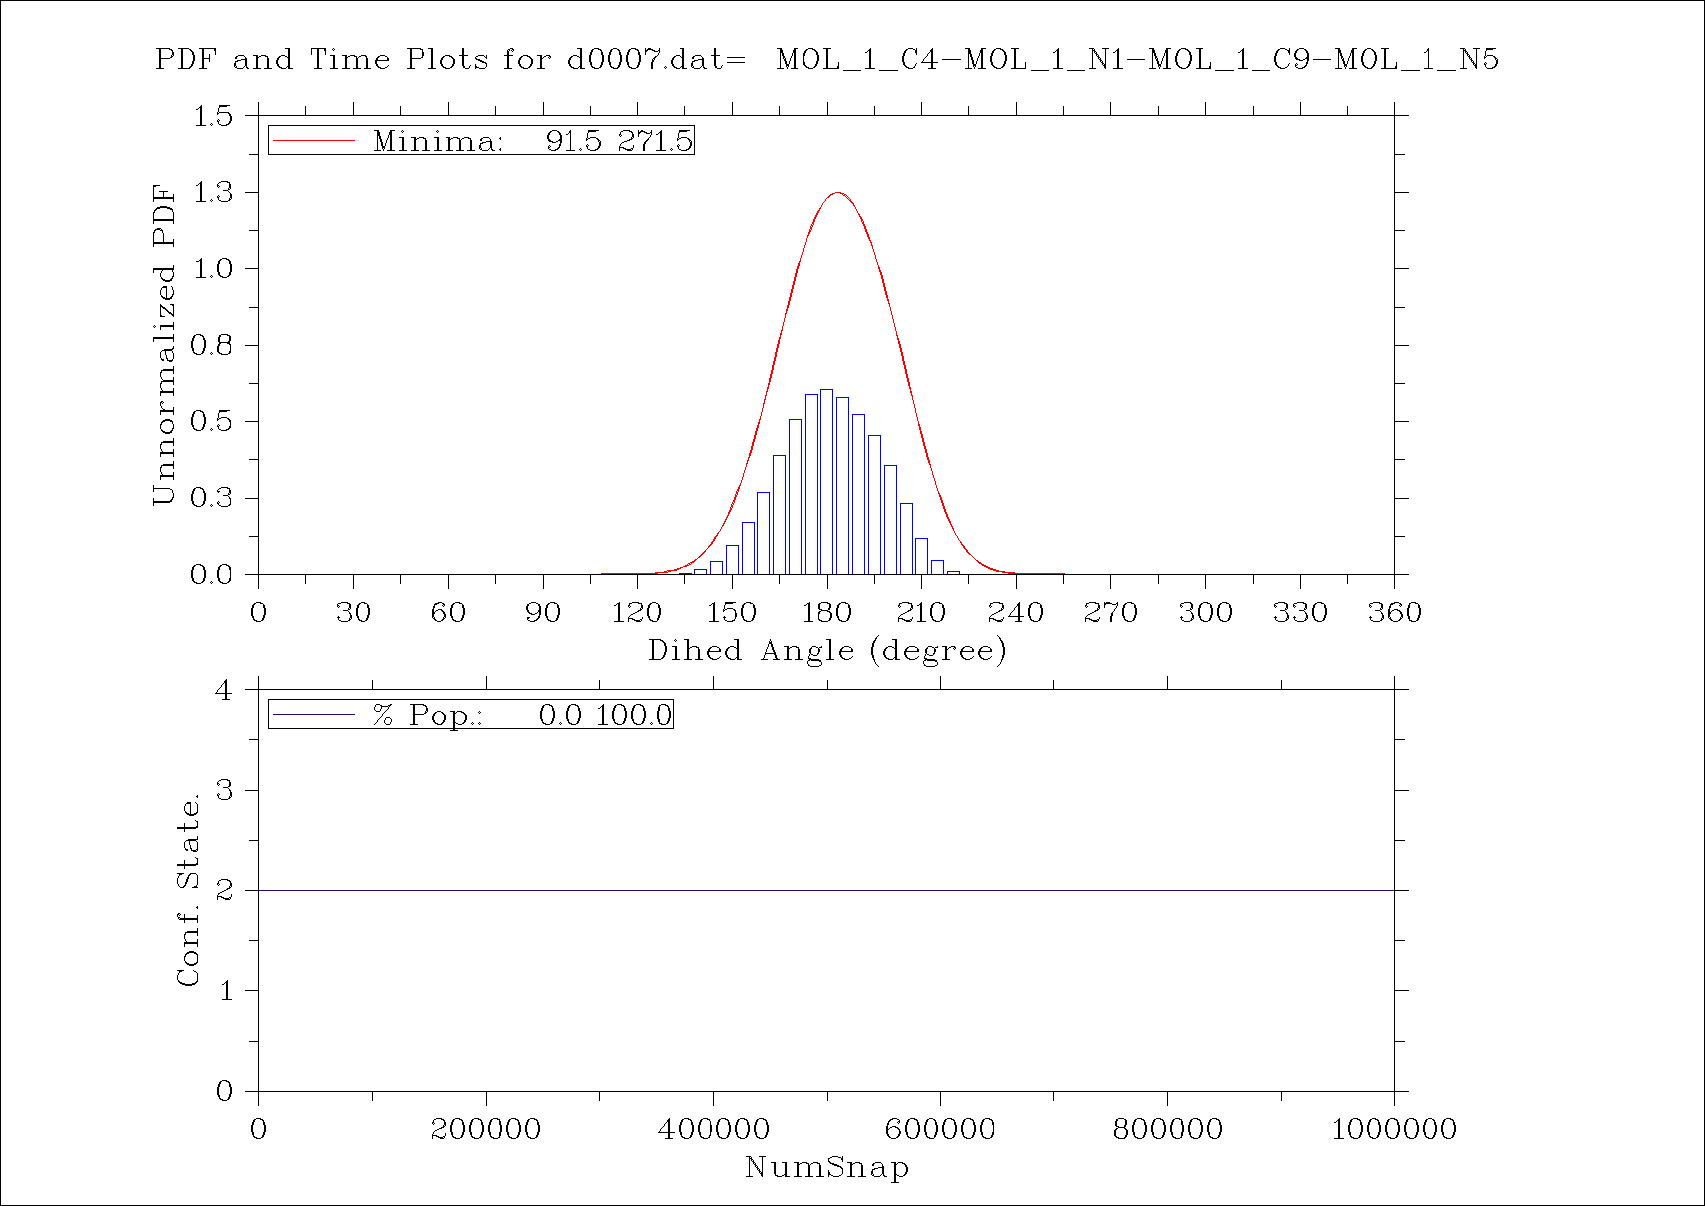 PDF and Time Plots for d0007.dat= MOL_1_C4-MOL_1_N1-MOL_1_C9-MOL_1_N5
1.5
Minima: 91.5 271.5
1.3
1.0
0.8
0.5
0.3
0.0
Unnormalized PDF
0 30 60 90 120 150 180 210 240 270 300 330 360
Dihed Angle (degree)
4
% Pop.: 0.0 100.0
3
2
1
0
Conf. State.
0 200000 400000 600000 800000 1000000
NumSnap